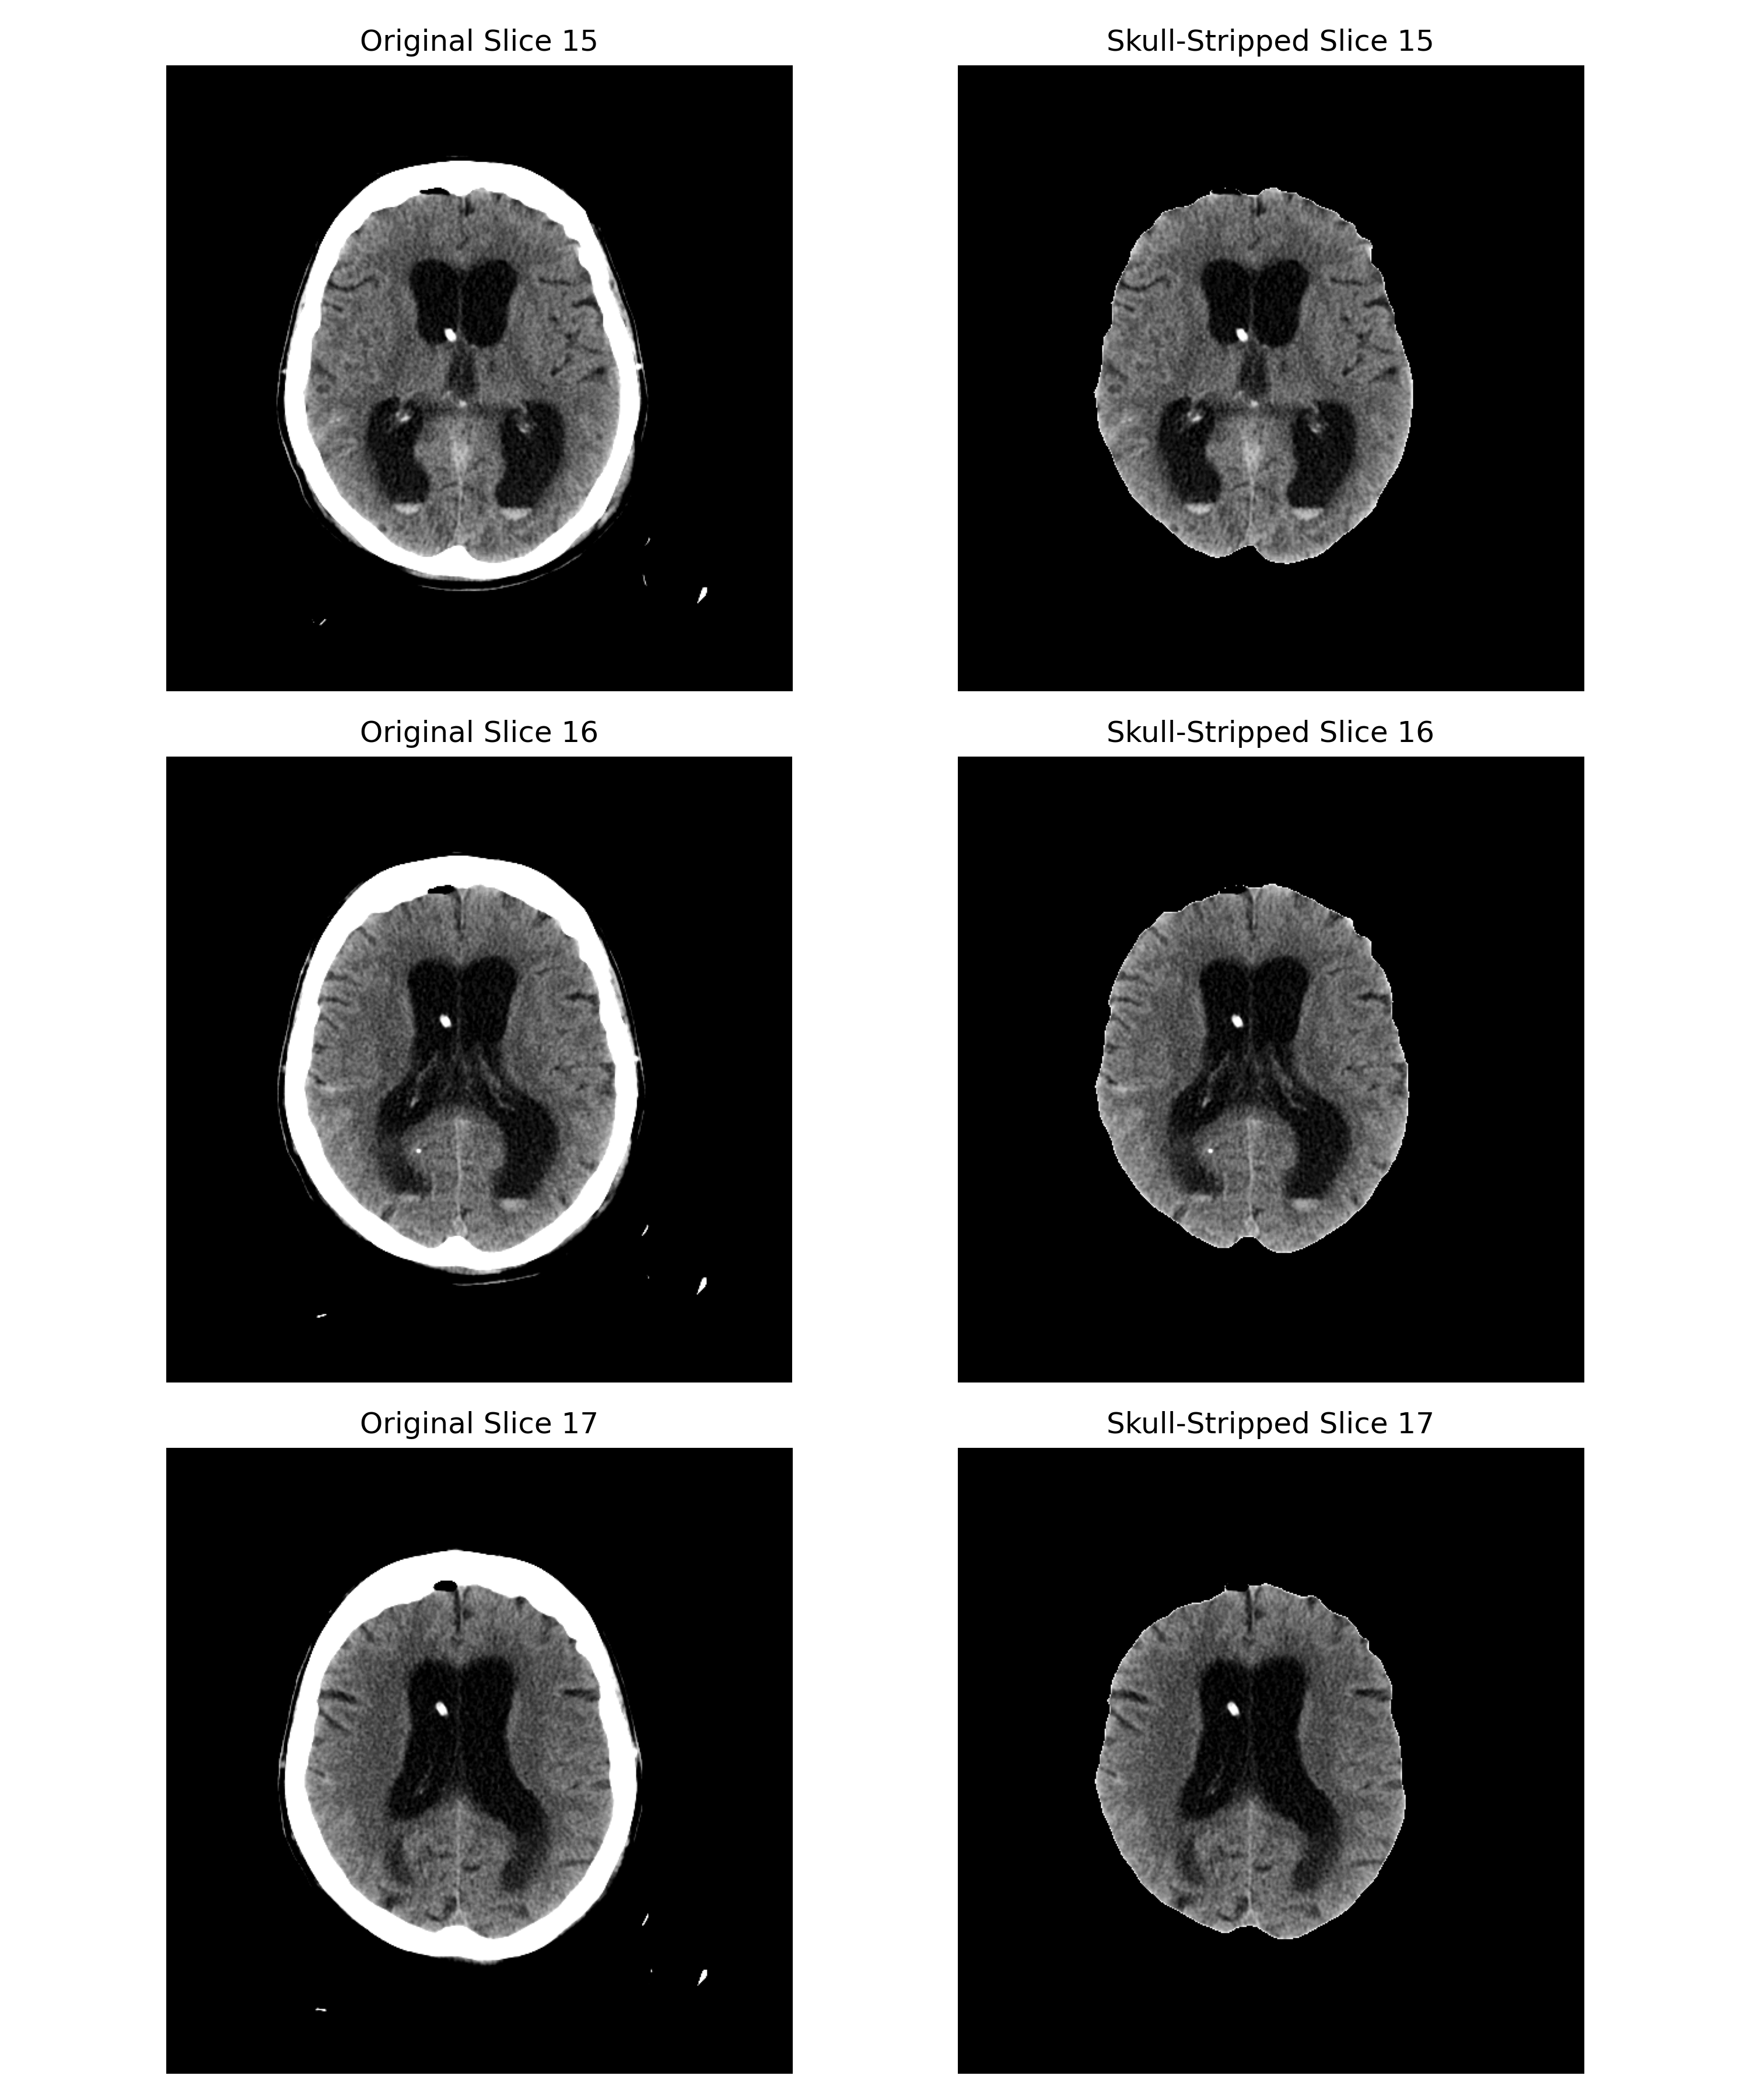 Original Slice 15
Skull-Stripped Slice 15
Original Slice 16
Skull-Stripped Slice 16
Original Slice 17
Skull-Stripped Slice 17